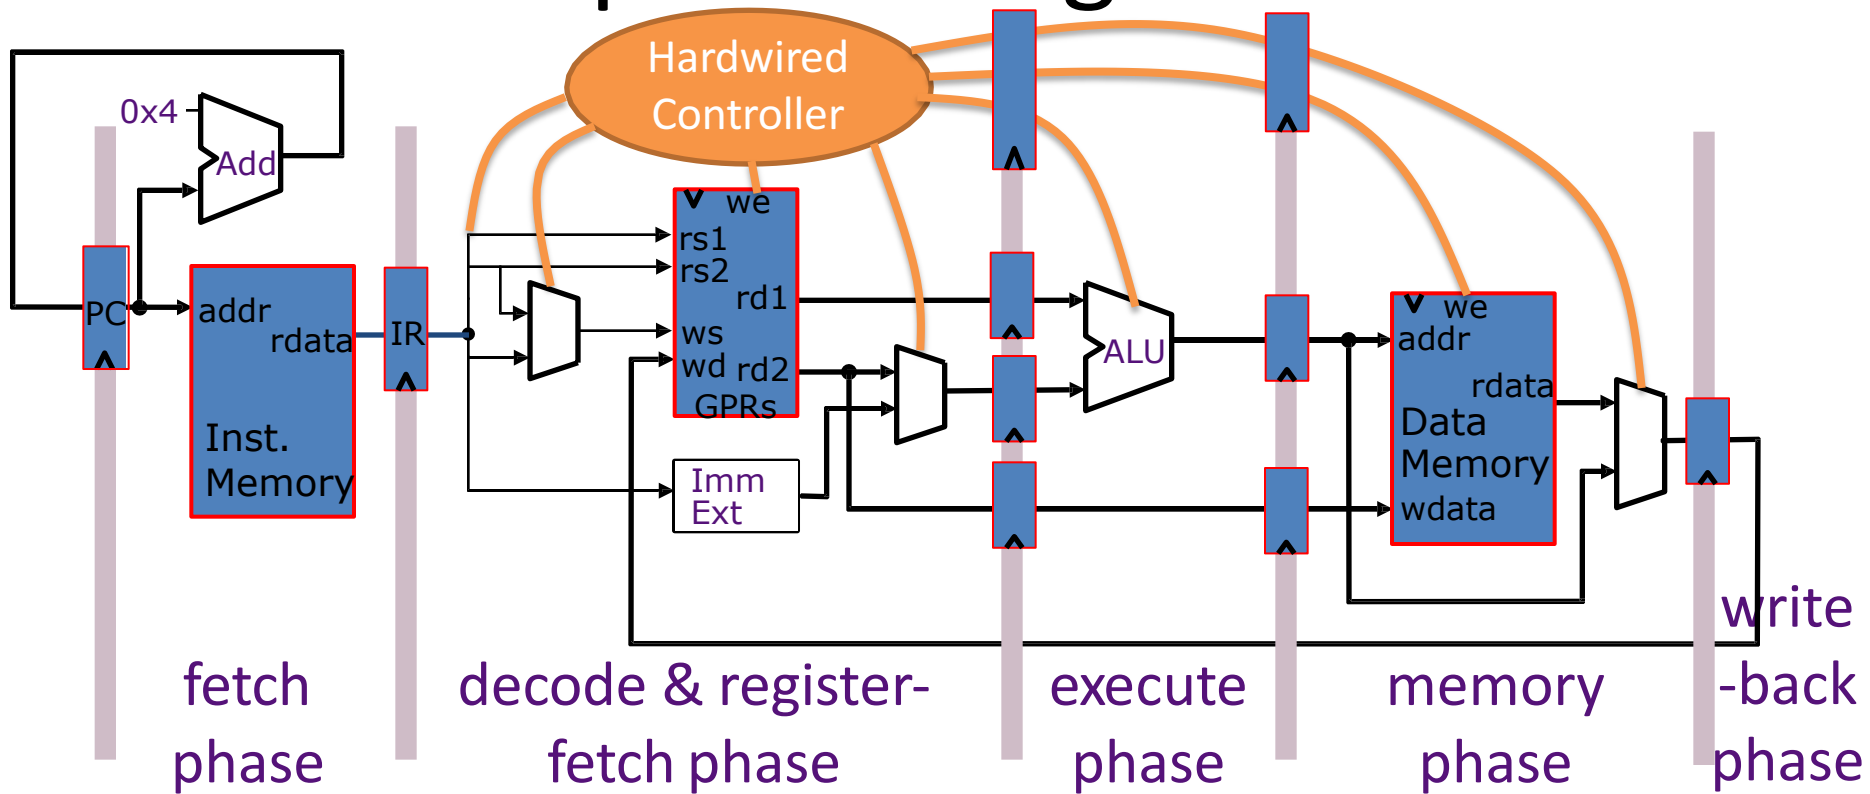 Hardwired
Controller
0x4
Add
PC
addr
rdata
Inst.
Memory
IR
we
rs1
rs2
rd1
ws
wd
rd2
GPRs
Imm
Ext
ALU
we
addr
rdata
Data
Memory
wdata
fetch
phase
decode & register-
fetch phase
execute
phase
memory
phase
write
-back
phase